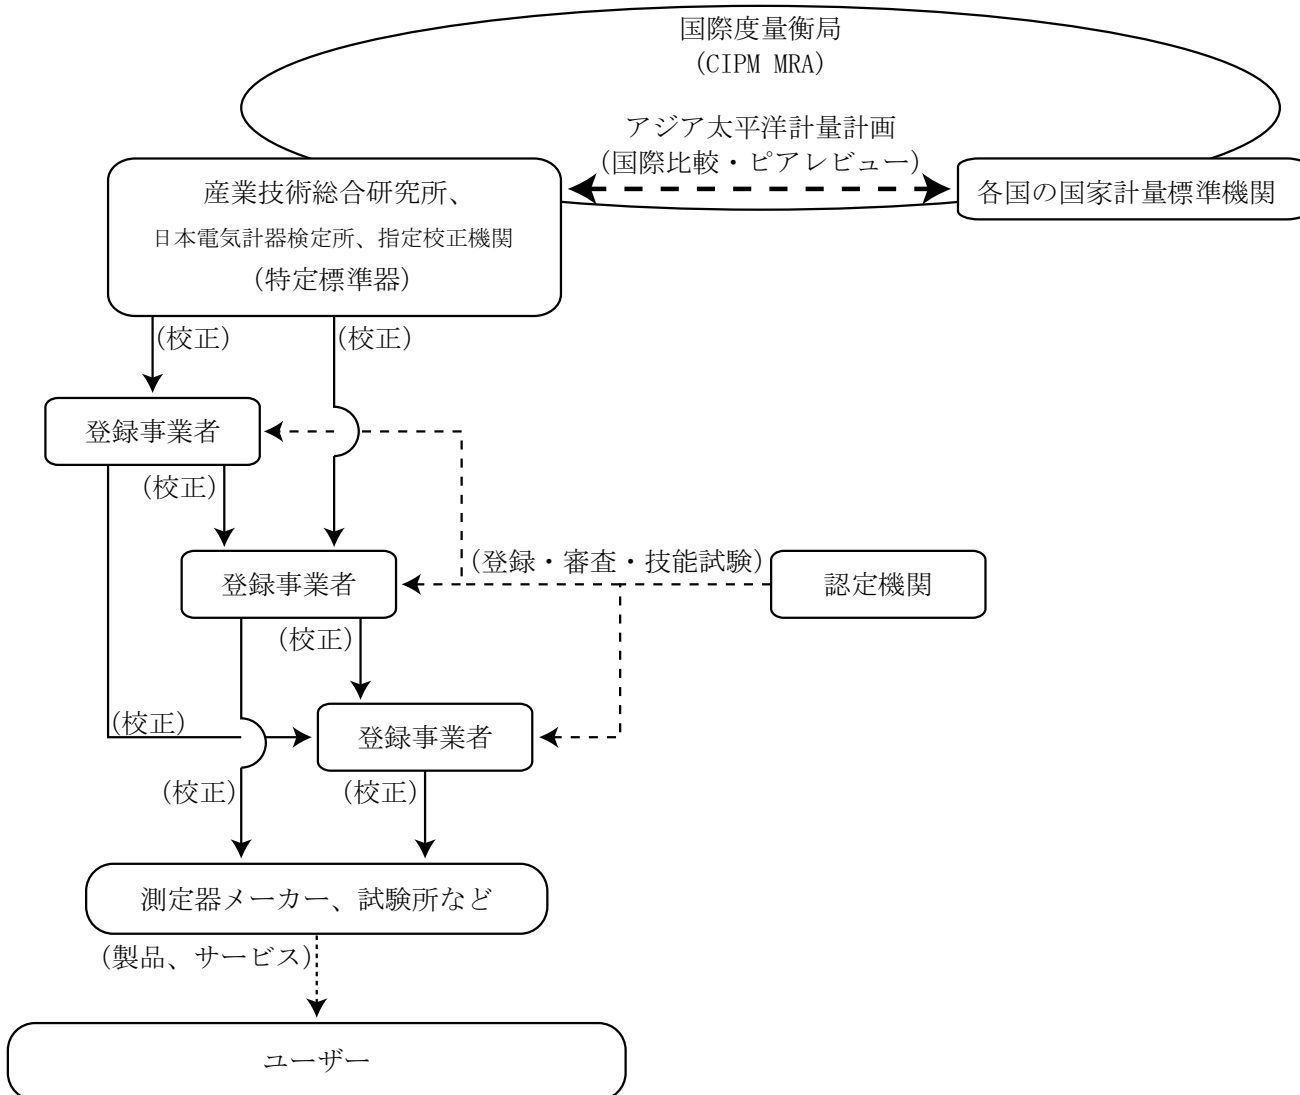 国際度量衡局
(CIPM MRA)
アジア太平洋計量計画
(国際比較・ピアレビュー)
産業技術総合研究所、
日本電気計器検定所、指定校正機関
(特定標準器)
各国の国家計量標準機関
(校正)
(校正)
登録事業者
(校正)
(登録・審査・技能試験)
登録事業者
認定機関
(校正)
(校正)
登録事業者
(校正)
(校正)
測定器メーカー、試験所など
(製品、サービス)
ユーザー